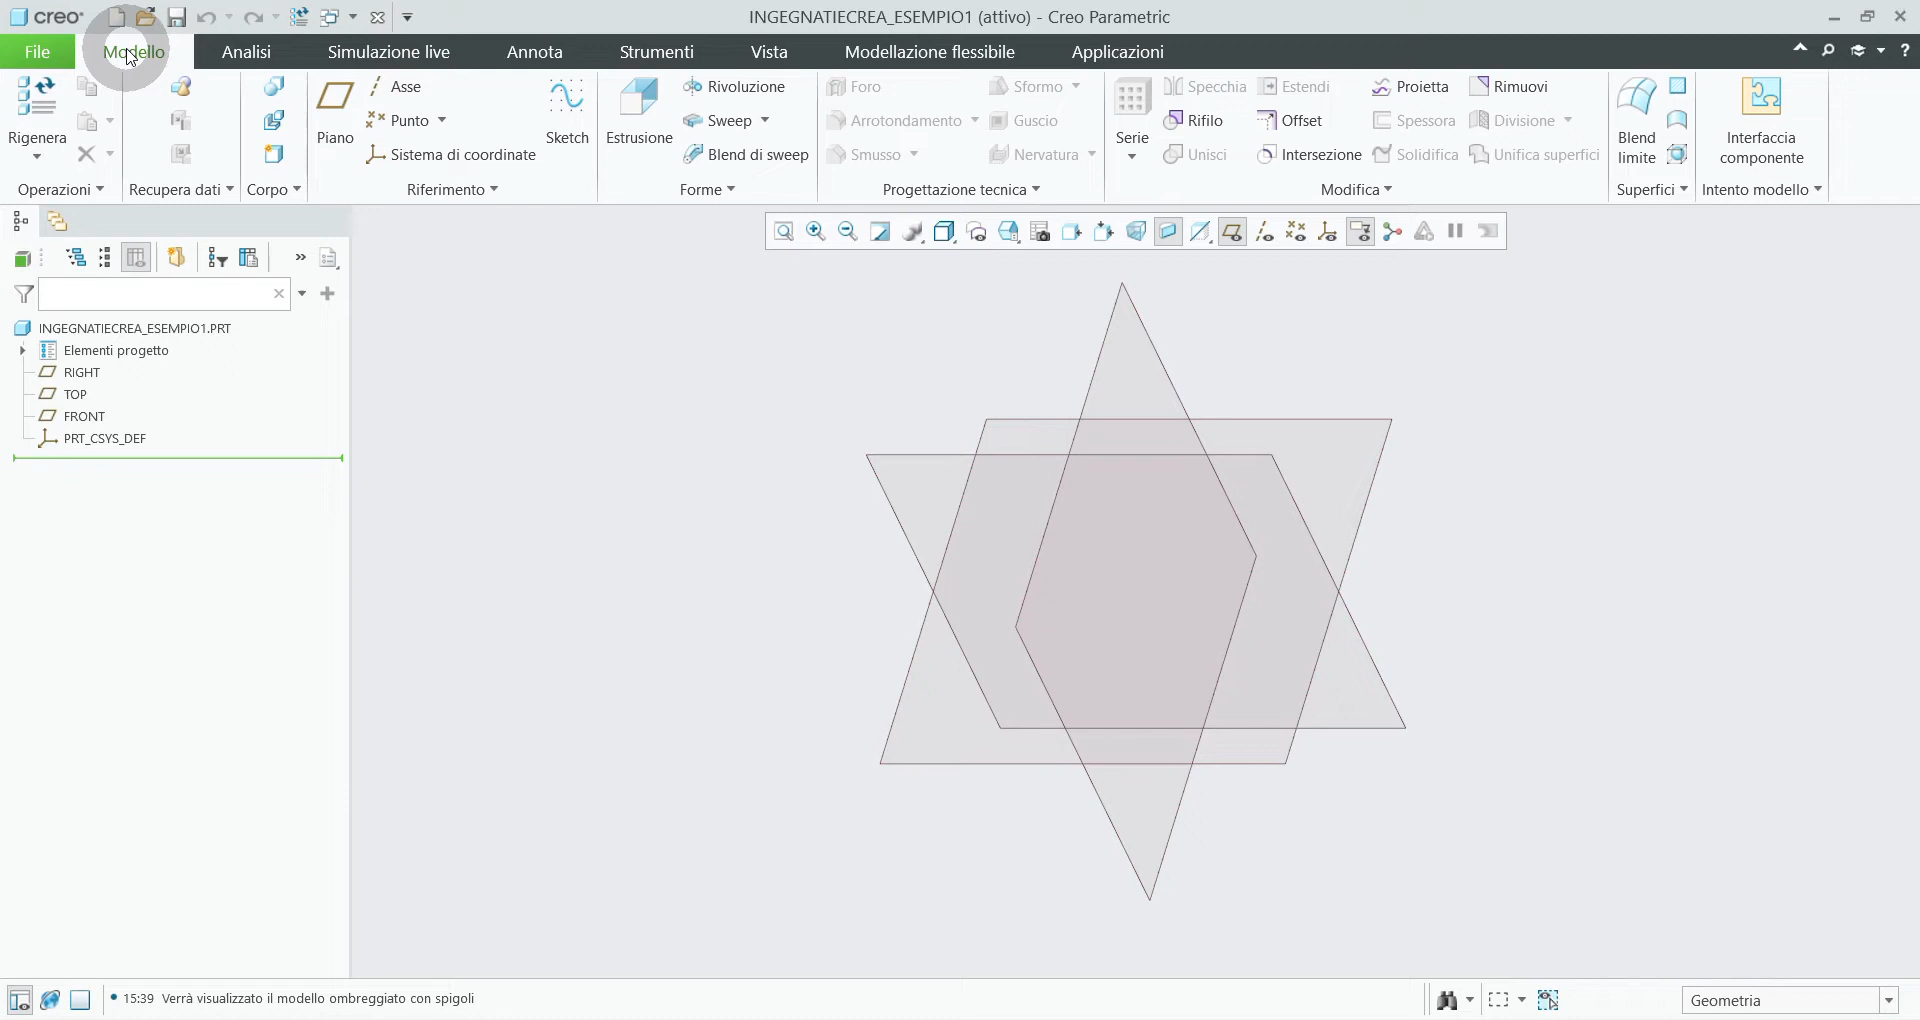 creo
INGEGNATIECREA_ESEMPIO1 (attivo) - Creo Parametric
File Modello Analisi Simulazione live Annota Strumenti Vista Modellazione flessibile Applicazioni
Rigenera
Operazioni
Recupera dati
Corpo
Piano
Asse
Punto
Sistema di coordinate
Sketch
Riferimento
Estrusione
Rivoluzione
Sweep
Blend di sweep
Forme
Foro
Arrotondamento
Smusso
Sformo
Guscio
Nervatura
Progettazione tecnica
Serie
Specchia
Rifilo
Unisci
Estendi
Offset
Intersezione
Proietta
Spessora
Solidifica
Rimuovi
Divisione
Unifica superfici
Modifica
Blend
limite
Superfici
Interfaccia
componente
Intento modello
INGEGNATIECREA_ESEMPIO1.PRT
Elementi progetto
RIGHT
TOP
FRONT
PRT_CSYS_DEF
15:39 Verrà visualizzato il modello ombreggiato con spigoli
Geometria